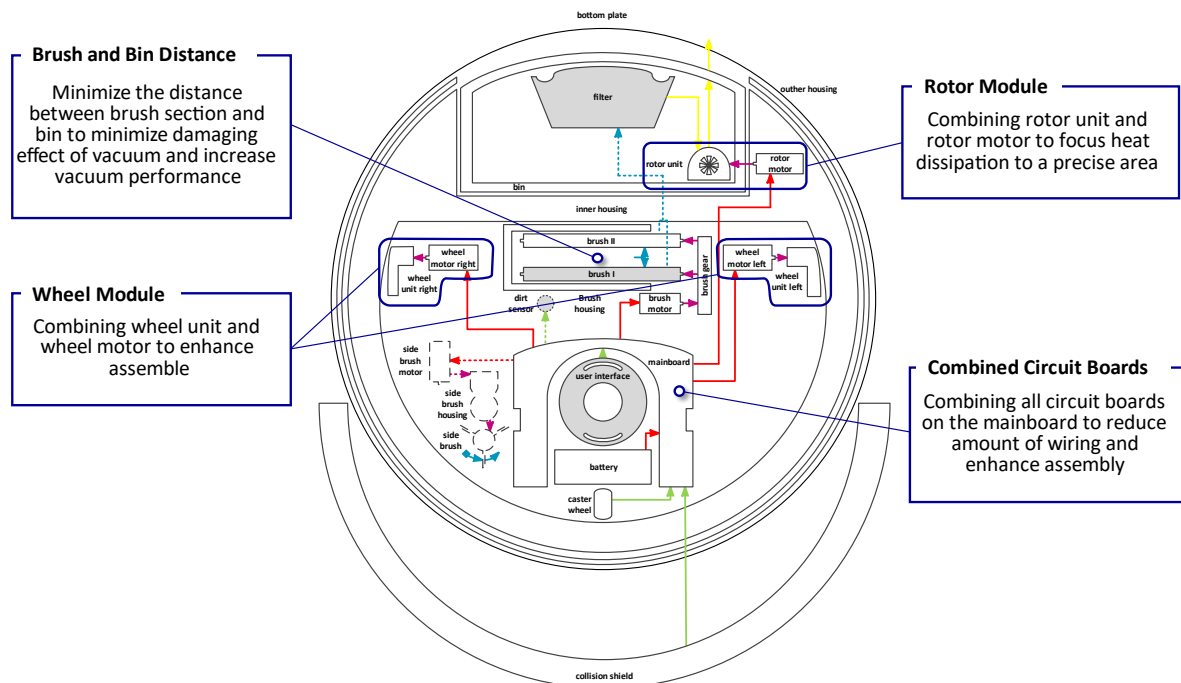 bottom plate
Brush and Bin Distance
Minimize the distance
between brush section and
bin to minimize damaging
effect of vacuum and increase
vacuum performance
filter
outher housing
Rotor Module
Combining rotor unit and
rotor motor to focus heat
dissipation to a precise area
rotor unit
rotor
motor
bin
inner housing
brush II
brush I
brush gear
wheel
motor right
wheel
unit right
wheel
motor left
wheel
unit left
Wheel Module
Combining wheel unit and
wheel motor to enhance
assemble
dirt
sensor
Brush
housing
brush
motor
side
brush
motor
mainboard
user interface
side
brush
housing
side
brush
battery
caster
wheel
Combined Circuit Boards
Combining all circuit boards
on the mainboard to reduce
amount of wiring and
enhance assembly
collision shield